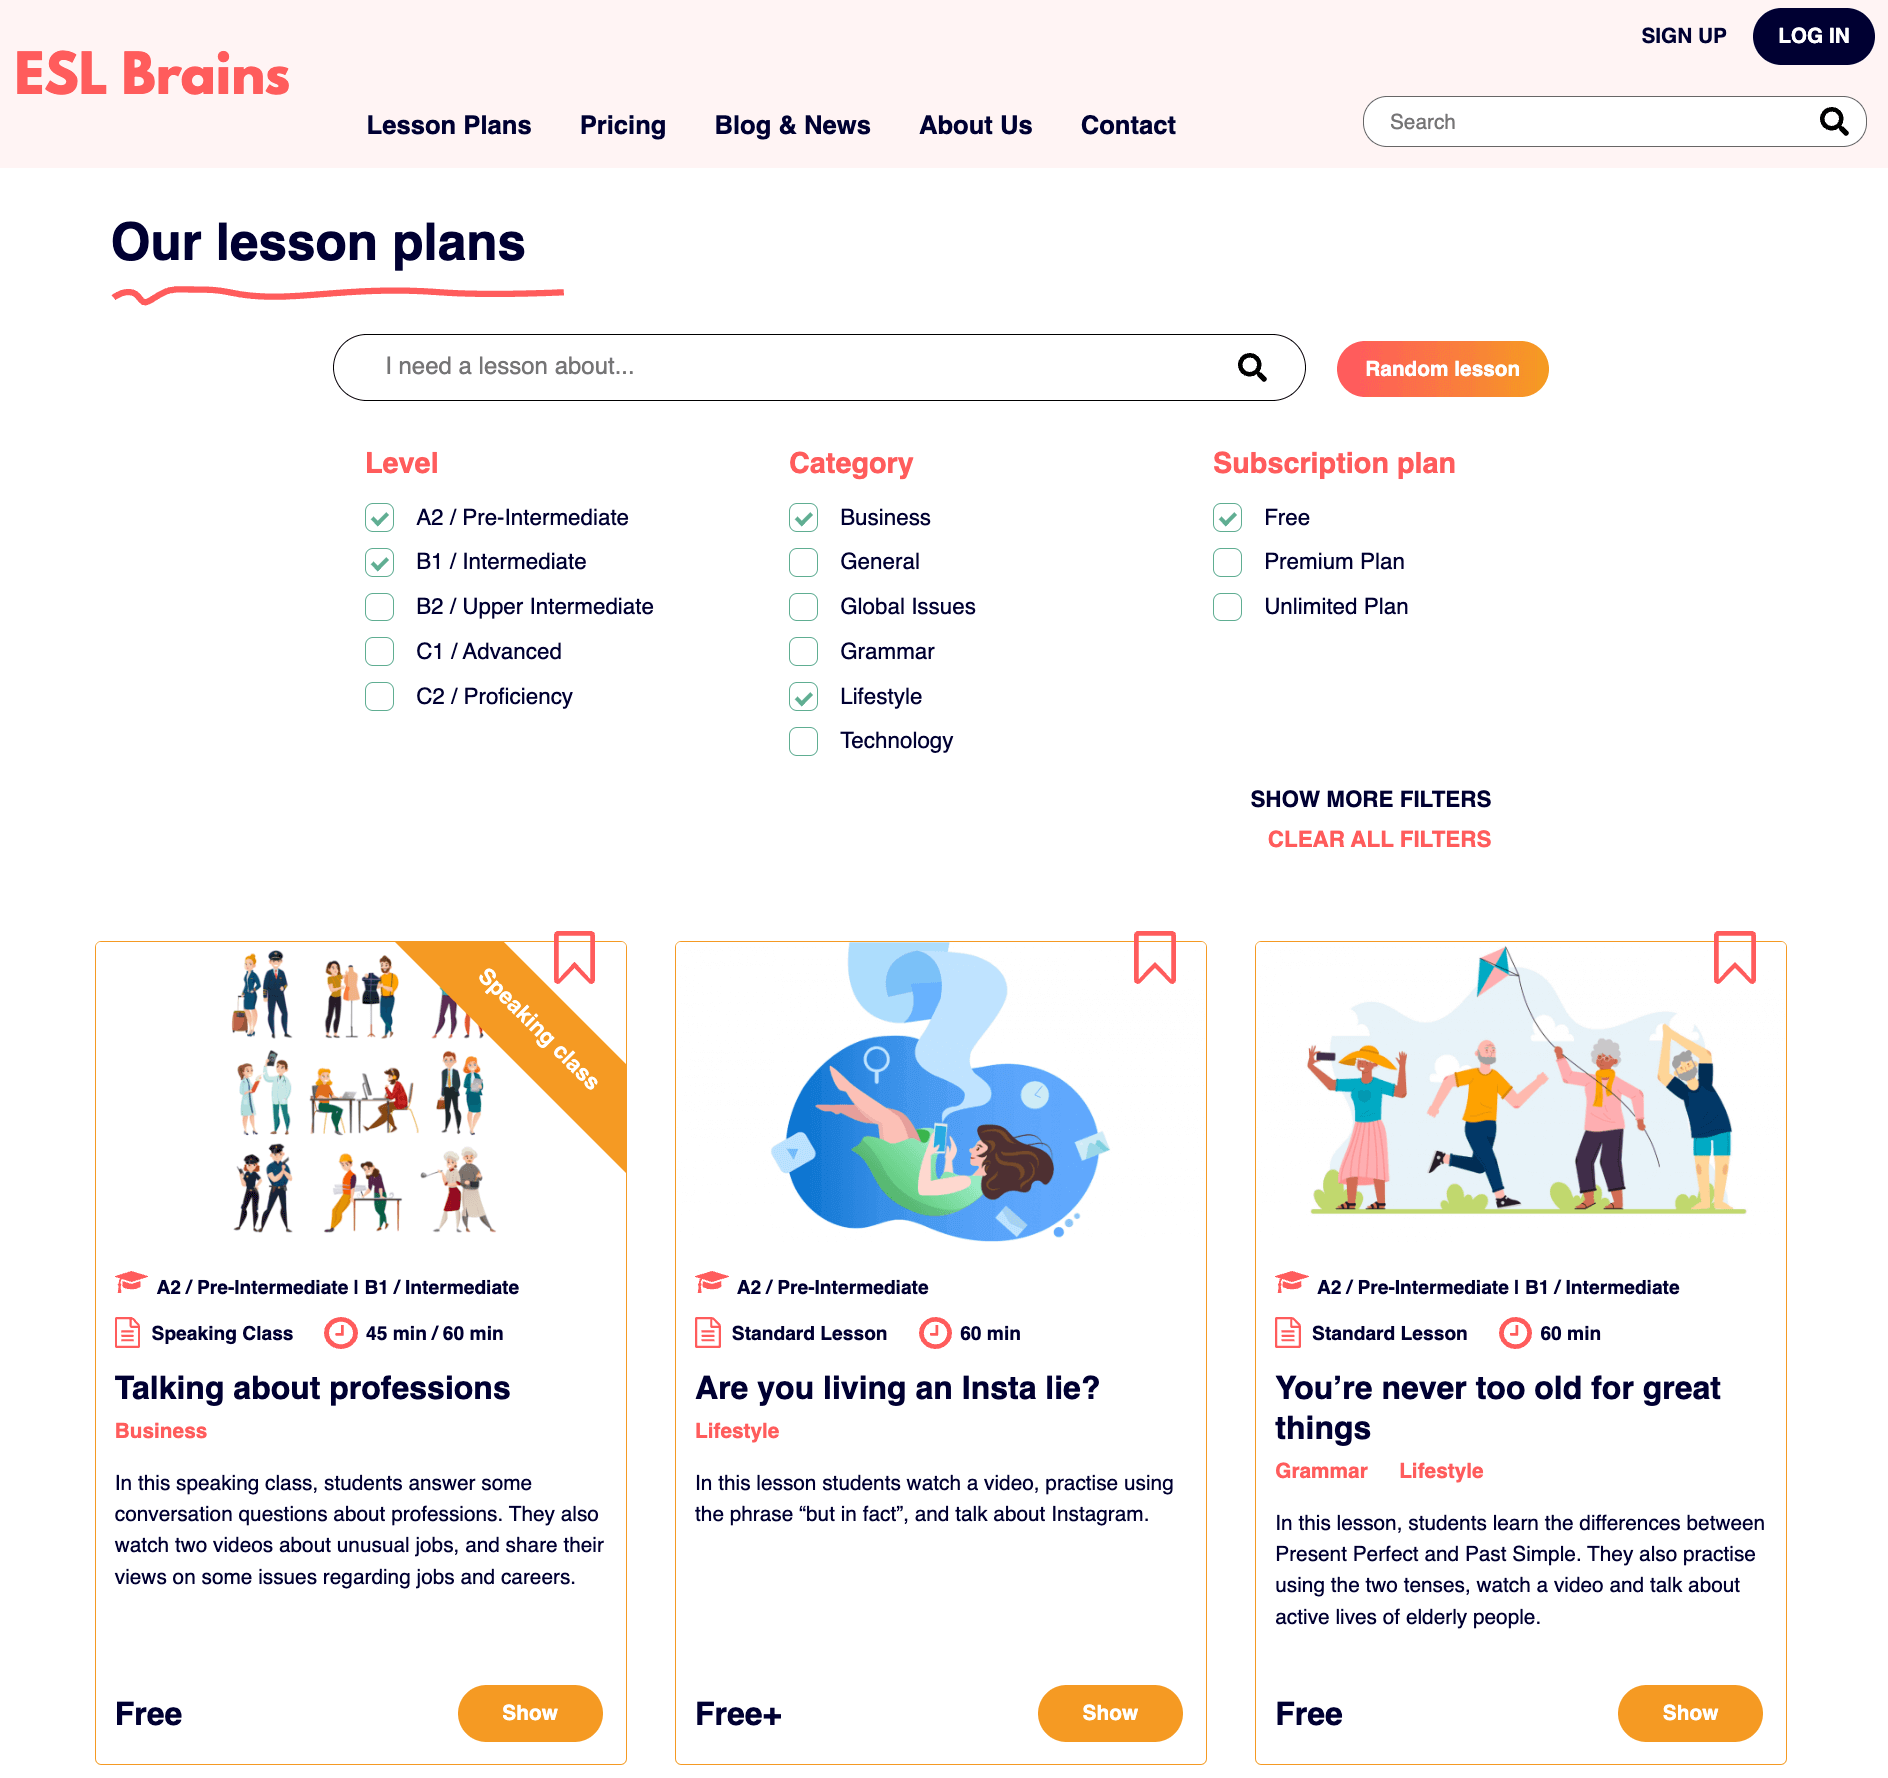 SIGN UP
LOG IN
ESL Brains
Lesson Plans
Pricing
Blog & News
About Us
Contact
Search
Our lesson plans
I need a lesson about...
Random lesson
Level
A2 / Pre-Intermediate
B1 / Intermediate
B2 / Upper Intermediate
C1 / Advanced
C2 / Proficiency
Category
Business
General
Global Issues
Grammar
Lifestyle
Technology
Subscription plan
Free
Premium Plan
Unlimited Plan
SHOW MORE FILTERS
CLEAR ALL FILTERS
Speaking class
A2 / Pre-Intermediate | B1 / Intermediate
Speaking Class
45 min / 60 min
Talking about professions
Business
In this speaking class, students answer some
conversation questions about professions. They also
watch two videos about unusual jobs, and share their
views on some issues regarding jobs and careers.
Free
Show
A2 / Pre-Intermediate
Standard Lesson
60 min
Are you living an Insta lie?
Lifestyle
In this lesson students watch a video, practise using
the phrase “but in fact”, and talk about Instagram.
Free+
Show
A2 / Pre-Intermediate | B1 / Intermediate
Standard Lesson
60 min
You’re never too old for great
things
Grammar
Lifestyle
In this lesson, students learn the differences between
Present Perfect and Past Simple. They also practise
using the two tenses, watch a video and talk about
active lives of elderly people.
Free
Show